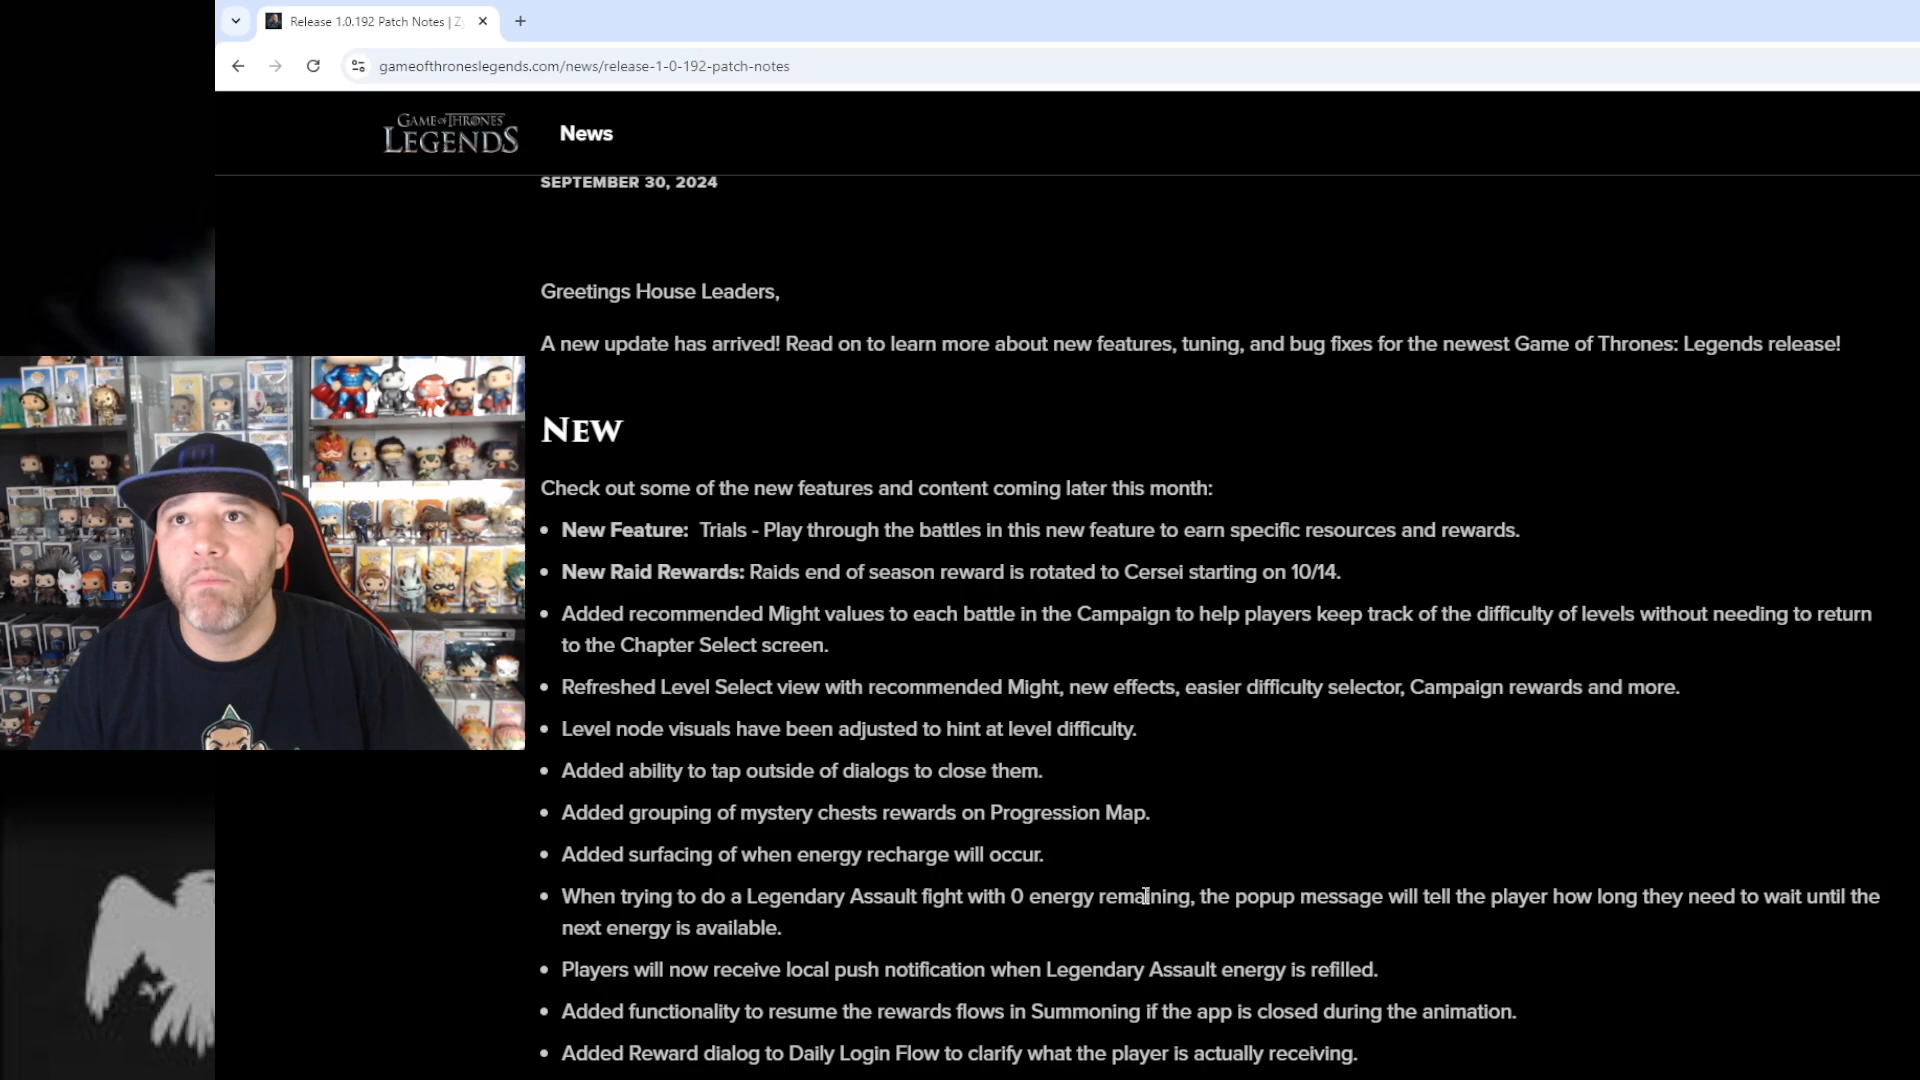 Release 1.0.192 Patch Notes | Zy
gameofthroneslegends.com/news/release-1-0-192-patch-notes
GAME OF THRONES
LEGENDS
News
SEPTEMBER 30, 2024
Greetings House Leaders,
A new update has arrived! Read on to learn more about new features, tuning, and bug fixes for the newest Game of Thrones: Legends release!
NEW
Check out some of the new features and content coming later this month:
• New Feature: Trials - Play through the battles in this new feature to earn specific resources and rewards.
• New Raid Rewards: Raids end of season reward is rotated to Cersei starting on 10/14.
• Added recommended Might values to each battle in the Campaign to help players keep track of the difficulty of levels without needing to return
to the Chapter Select screen.
• Refreshed Level Select view with recommended Might, new effects, easier difficulty selector, Campaign rewards and more.
• Level node visuals have been adjusted to hint at level difficulty.
• Added ability to tap outside of dialogs to close them.
• Added grouping of mystery chests rewards on Progression Map.
• Added surfacing of when energy recharge will occur.
• When trying to do a Legendary Assault fight with 0 energy remaining, the popup message will tell the player how long they need to wait until the
next energy is available.
• Players will now receive local push notification when Legendary Assault energy is refilled.
• Added functionality to resume the rewards flows in Summoning if the app is closed during the animation.
• Added Reward dialog to Daily Login Flow to clarify what the player is actually receiving.